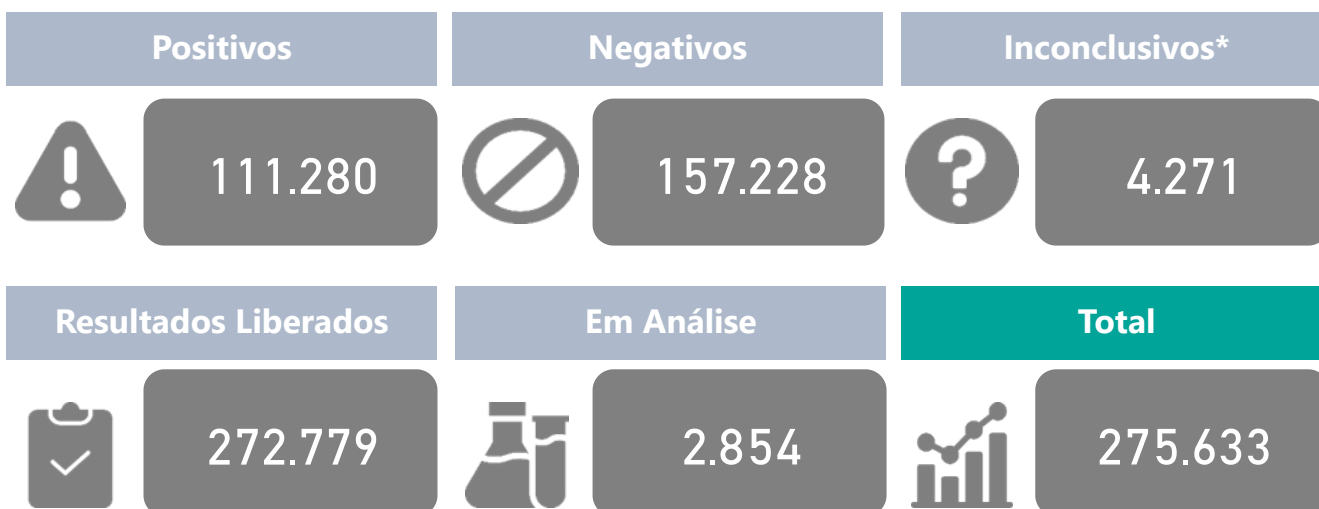 Positivos
Negativos
Inconclusivos*
111.280
157.228
4.271
Resultados Liberados
Em Análise
Total
272.779
2.854
275.633